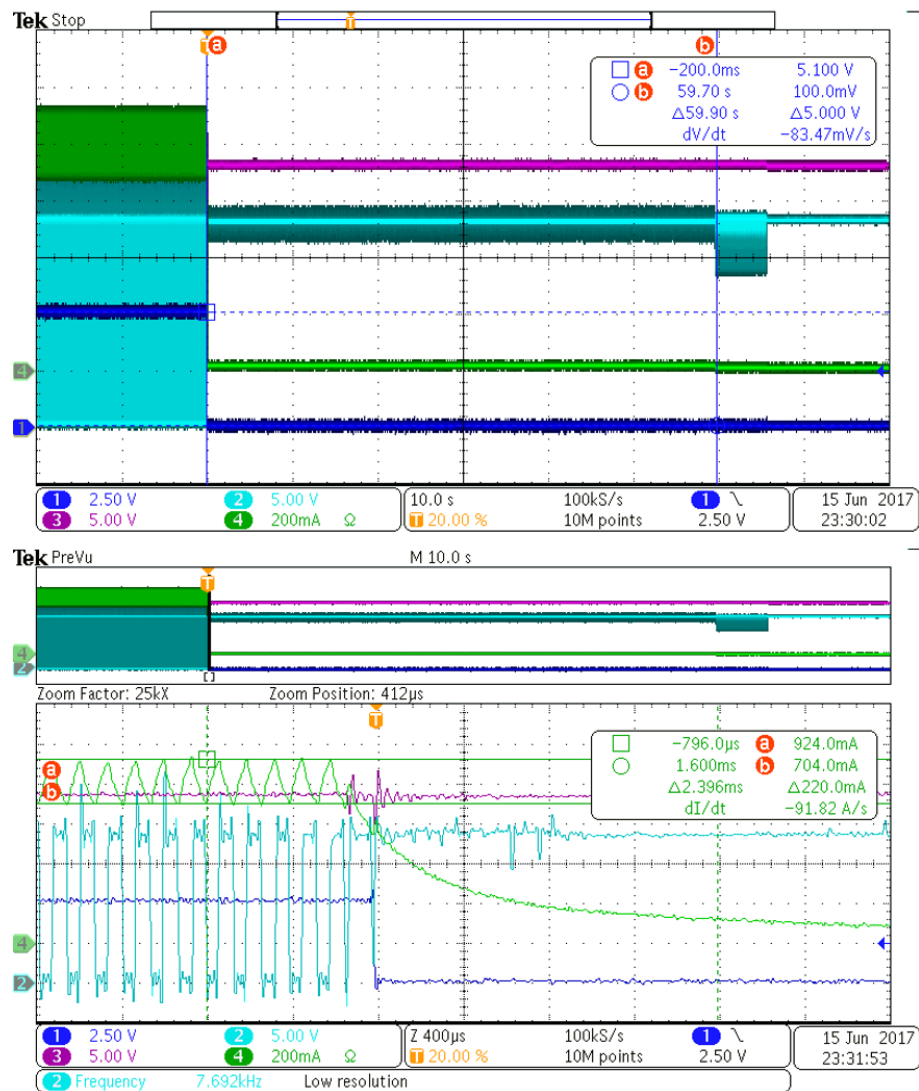 Tek Stop
T a b
a -200.0ms 5.100 V
b 59.70 s 100.0mV
Δ59.90 s Δ5.000 V
dV/dt -83.47mV/s
4
1
1 2.50 V 2 5.00 V 10.0 s 100kS/s 1 2.50 V 15 Jun 2017
3 5.00 V 4 200mA Ω T 20.00 % 10M points 23:30:02
Tek PreVu M 10.0 s
T
4
2
Zoom Factor: 25kX Zoom Position: 412µs
T
a
b
-796.0µs a 924.0mA
1.600ms b 704.0mA
Δ2.396ms Δ220.0mA
dI/dt -91.82 A/s
4
2
1 2.50 V 2 5.00 V Z 400µs 100kS/s 1 2.50 V 15 Jun 2017
3 5.00 V 4 200mA Ω T 20.00 % 10M points 23:31:53
2 Frequency 7.692kHz Low resolution